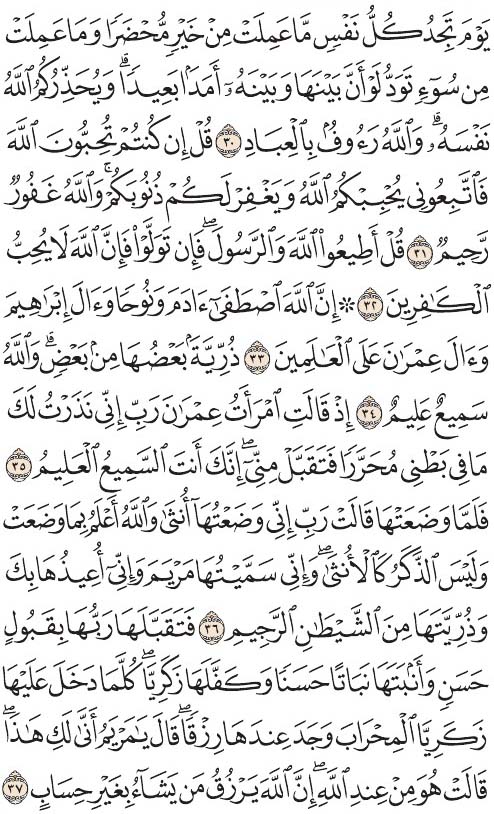 يَوْمَ تَجِدُ كُلُّ نَفْسٍ مَّا عَمِلَتْ مِنْ خَيْرٍ مُّحْضَرًا وَمَا عَمِلَتْ
مِن سُوٓءٍ تَوَدُّ لَوْ أَنَّ بَيْنَهَا وَبَيْنَهُۥٓ أَمَدًۢا بَعِيدًا ۗ وَيُحَذِّرُكُمُ ٱللَّهُ
نَفْسَهُۥ ۗ وَٱللَّهُ رَءُوفٌۢ بِٱلْعِبَادِ ٣٠ قُلْ إِن كُنتُمْ تُحِبُّونَ ٱللَّهَ
فَٱتَّبِعُونِى يُحْبِبْكُمُ ٱللَّهُ وَيَغْفِرْ لَكُمْ ذُنُوبَكُمْ ۗ وَٱللَّهُ غَفُورٌ
رَّحِيمٌ ٣١ قُلْ أَطِيعُوا۟ ٱللَّهَ وَٱلرَّسُولَ ۖ فَإِن تَوَلَّوْا۟ فَإِنَّ ٱللَّهَ لَا يُحِبُّ
ٱلْكَـٰفِرِينَ ٣٢ ۞ إِنَّ ٱللَّهَ ٱصْطَفَىٰٓ ءَادَمَ وَنُوحًا وَءَالَ إِبْرَٰهِيمَ
وَءَالَ عِمْرَٰنَ عَلَى ٱلْعَـٰلَمِينَ ٣٣ ذُرِّيَّةًۢ بَعْضُهَا مِنۢ بَعْضٍ ۗ وَٱللَّهُ
سَمِيعٌ عَلِيمٌ ٣٤ إِذْ قَالَتِ ٱمْرَأَتُ عِمْرَٰنَ رَبِّ إِنِّى نَذَرْتُ لَكَ
مَا فِى بَطْنِى مُحَرَّرًا فَتَقَبَّلْ مِنِّىٓ ۖ إِنَّكَ أَنتَ ٱلسَّمِيعُ ٱلْعَلِيمُ ٣٥
فَلَمَّا وَضَعَتْهَا قَالَتْ رَبِّ إِنِّى وَضَعْتُهَآ أُنثَىٰ وَٱللَّهُ أَعْلَمُ بِمَا وَضَعَتْ
وَلَيْسَ ٱلذَّكَرُ كَٱلْأُنثَىٰ ۖ وَإِنِّى سَمَّيْتُهَا مَرْيَمَ وَإِنِّىٓ أُعِيذُهَا بِكَ
وَذُرِّيَّتَهَا مِنَ ٱلشَّيْطَـٰنِ ٱلرَّجِيمِ ٣٦ فَتَقَبَّلَهَا رَبُّهَا بِقَبُولٍ
حَسَنٍ وَأَنۢبَتَهَا نَبَاتًا حَسَنًا وَكَفَّلَهَا زَكَرِيَّا ۖ كُلَّمَا دَخَلَ عَلَيْهَا
زَكَرِيَّا ٱلْمِحْرَابَ وَجَدَ عِندَهَا رِزْقًا ۖ قَالَ يَـٰمَرْيَمُ أَنَّىٰ لَكِ هَـٰذَا ۖ
قَالَتْ هُوَ مِنْ عِندِ ٱللَّهِ ۖ إِنَّ ٱللَّهَ يَرْزُقُ مَن يَشَآءُ بِغَيْرِ حِسَابٍ ٣٧